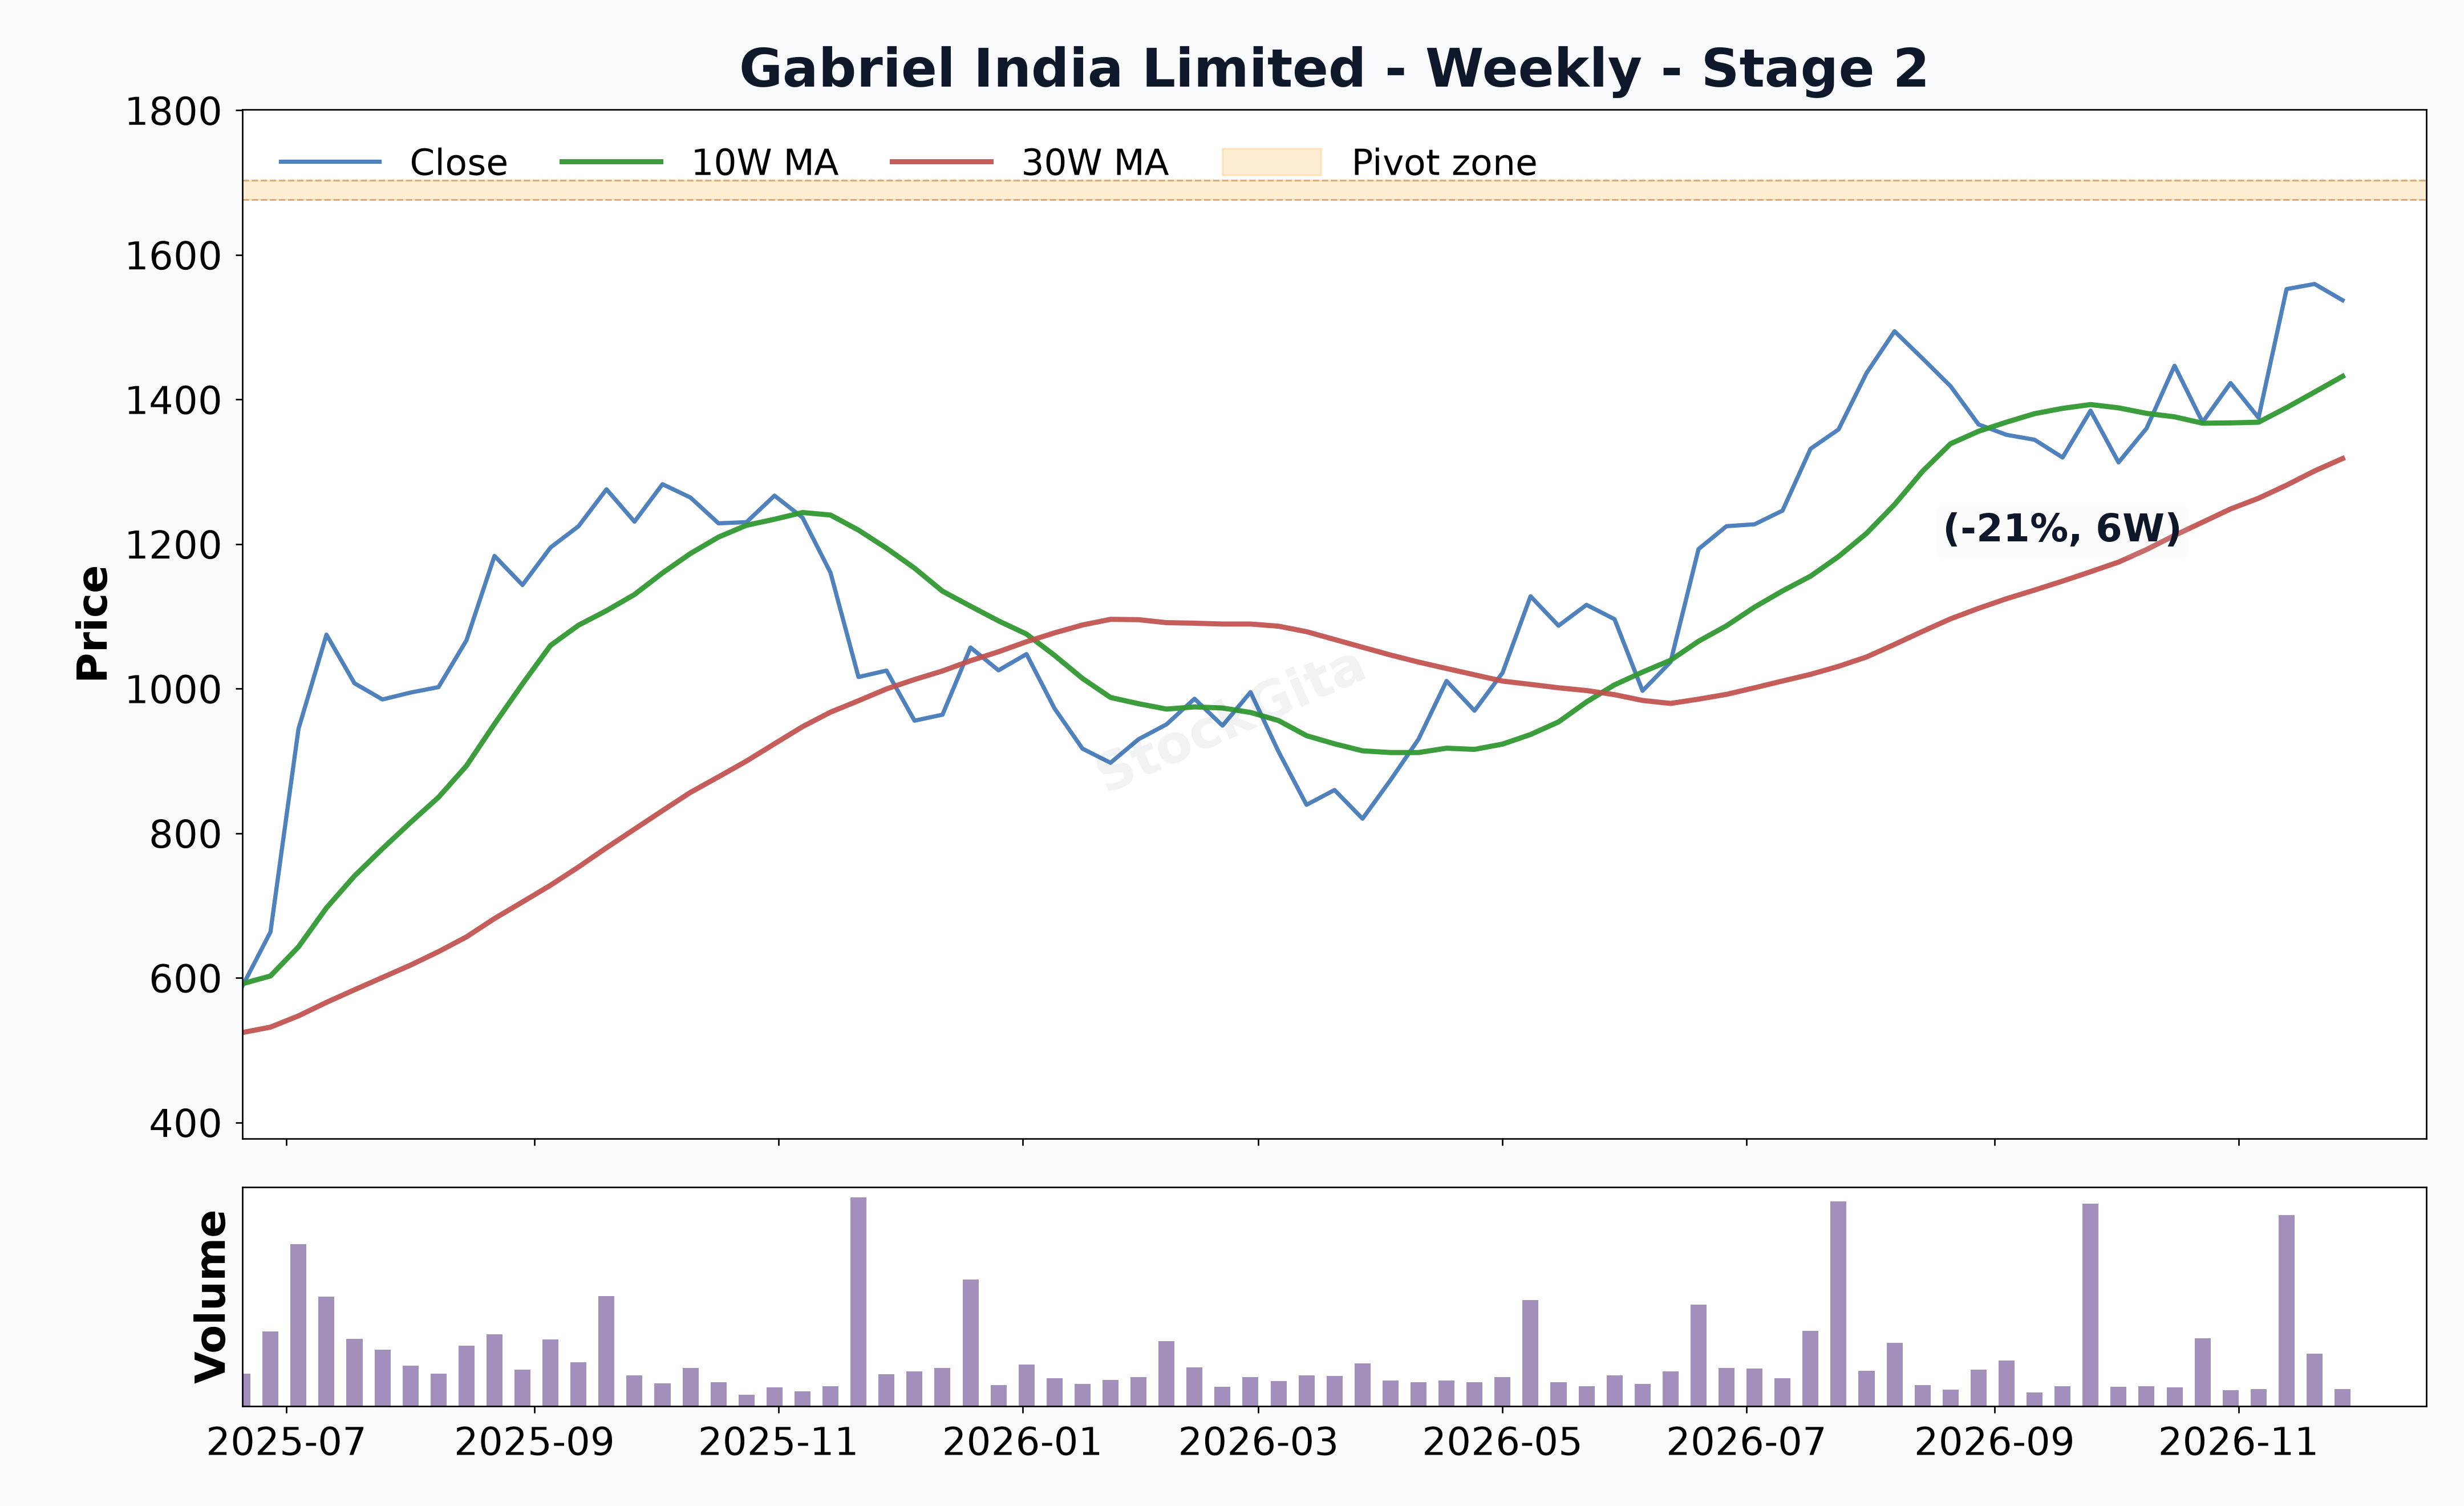 Gabriel India Limited - Weekly - Stage 2
1800
Close 10W MA 30W MA Pivot zone
1600
1400
(-21%, 6W)
1200
Price
1000
StockGita
800
600
400
Volume
2025-07 2025-09 2025-11 2026-01 2026-03 2026-05 2026-07 2026-09 2026-11